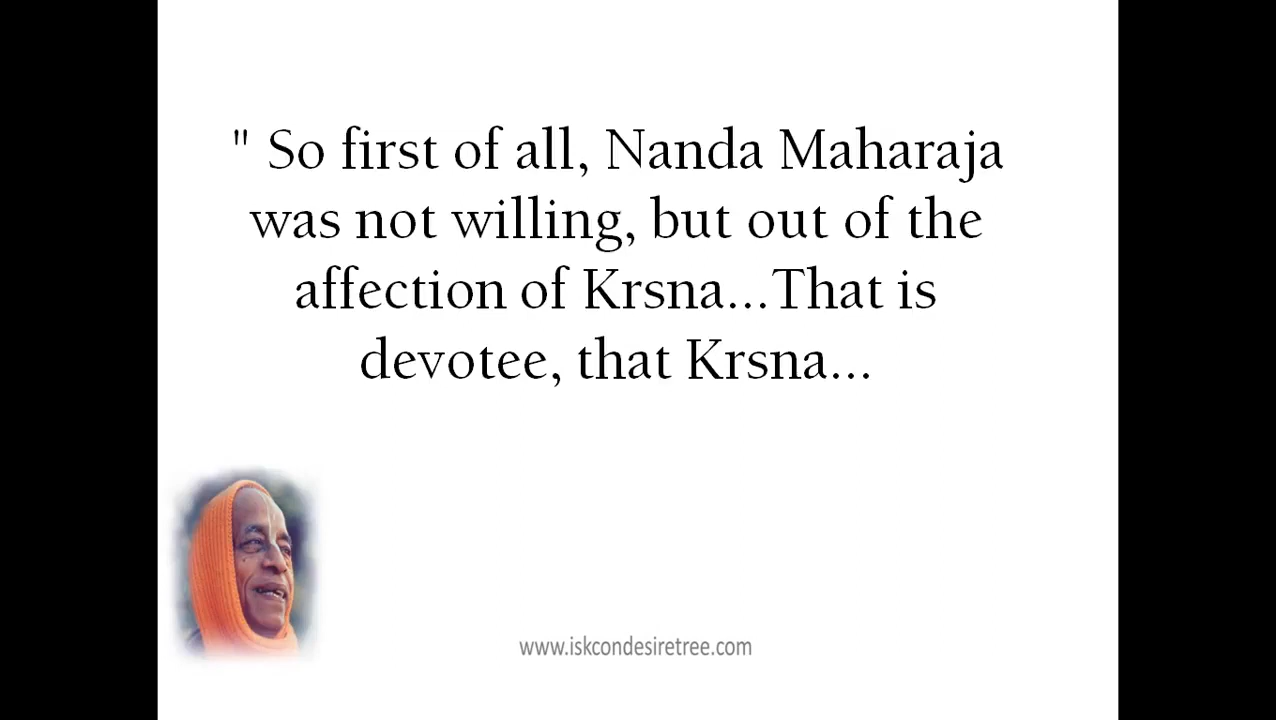 " So first of all, Nanda Maharaja
was not willing, but out of the
affection of Krsna...That is
devotee, that Krsna...
www.iskcondesiretree.com